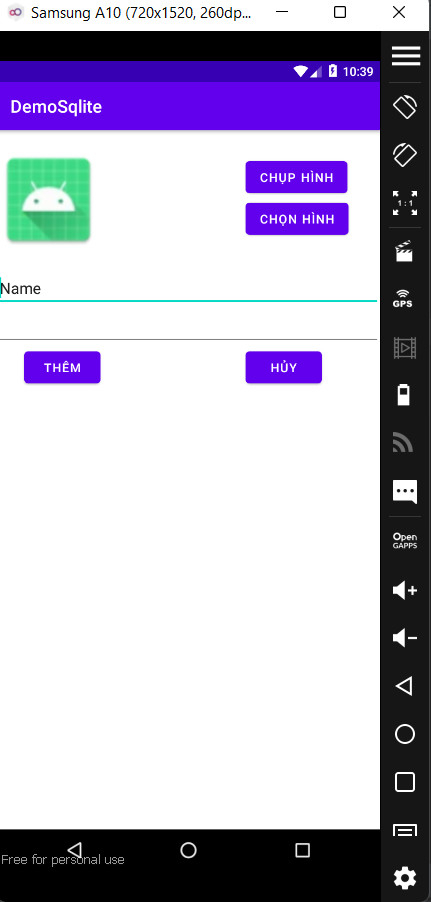 Samsung A10 (720x1520, 260dp...
10:39
DemoSqlite
CHỤP HÌNH
CHỌN HÌNH
Name
THÊM
HỦY
1 : 1
GPS
Open
GAPPS
Free for personal use